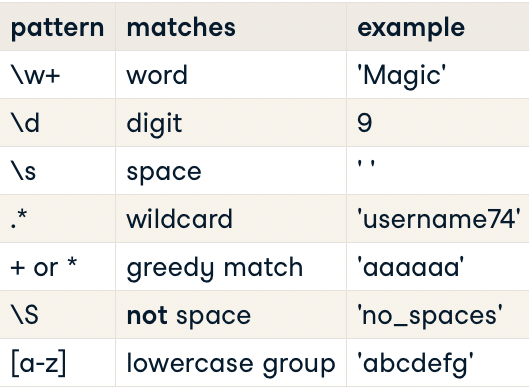 pattern matches example
\w+ word 'Magic'
\d digit 9
\s space ' '
.* wildcard 'username74'
+ or * greedy match 'aaaaaa'
\S not space 'no_spaces'
[a-z] lowercase group 'abcdefg'